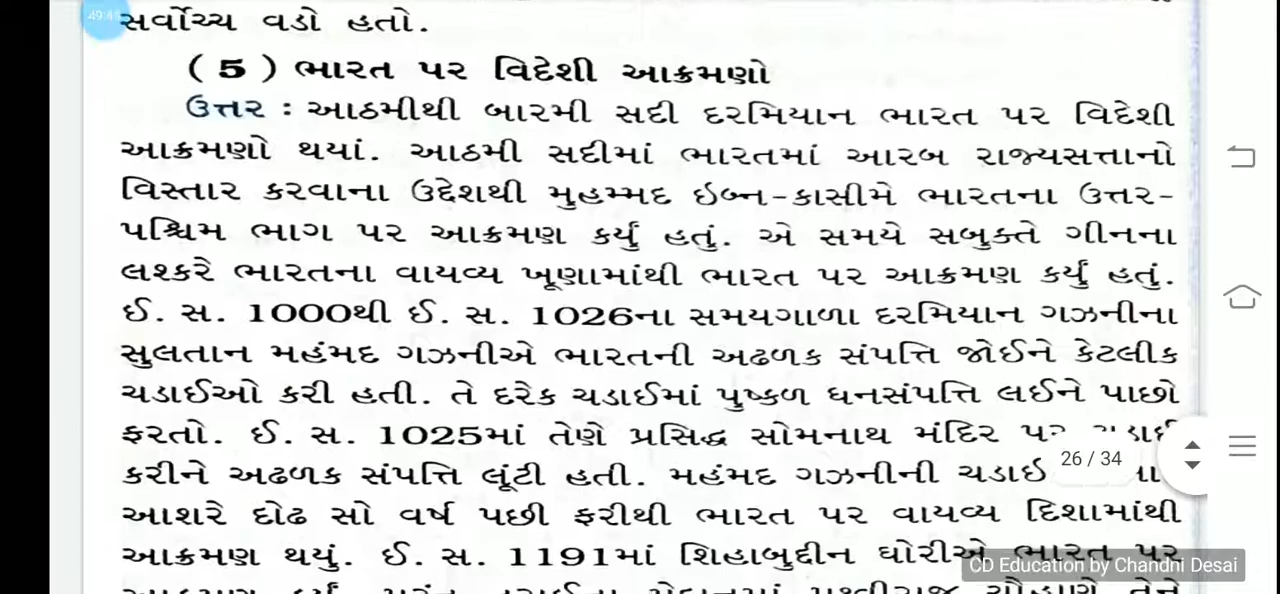 49:41
સર્વોચ્ચ વડો હતો.
( 5 ) ભારત પર વિદેશી આક્રમણો
ઉત્તર : આઠમીથી બારમી સદી દરમિયાન ભારત પર વિદેશી
આક્રમણો થયાં. આઠમી સદીમાં ભારતમાં આરબ રાજ્યસત્તાનો
વિસ્તાર કરવાના ઉદ્દેશથી મુહમ્મદ ઇબ્ન-કાસીમે ભારતના ઉત્તર-
પશ્ચિમ ભાગ પર આક્રમણ કર્યું હતું. એ સમયે સબુક્તે ગીનના
લશ્કરે ભારતના વાયવ્ય ખૂણામાંથી ભારત પર આક્રમણ કર્યું હતું.
ઈ. સ. 1000થી ઈ. સ. 1026ના સમયગાળા દરમિયાન ગઝનીના
સુલતાન મહંમદ ગઝનીએ ભારતની અઢળક સંપત્તિ જોઈને કેટલીક
ચડાઈઓ કરી હતી. તે દરેક ચડાઈમાં પુષ્કળ ધનસંપત્તિ લઈને પાછો
ફરતો. ઈ. સ. 1025માં તેણે પ્રસિદ્ધ સોમનાથ મંદિર પર
26 / 34
કરીને અઢળક સંપત્તિ લૂંટી હતી. મહંમદ ગઝનીની
આશરે દોઢ સો વર્ષ પછી ફરીથી ભારત પર વાયવ્ય દિશામાંથી
આક્રમણ થયું. ઈ. સ. 1191માં શિહાબુદ્દીન ઘોરીએ ભારત પર
CD Education by Chandni Desai